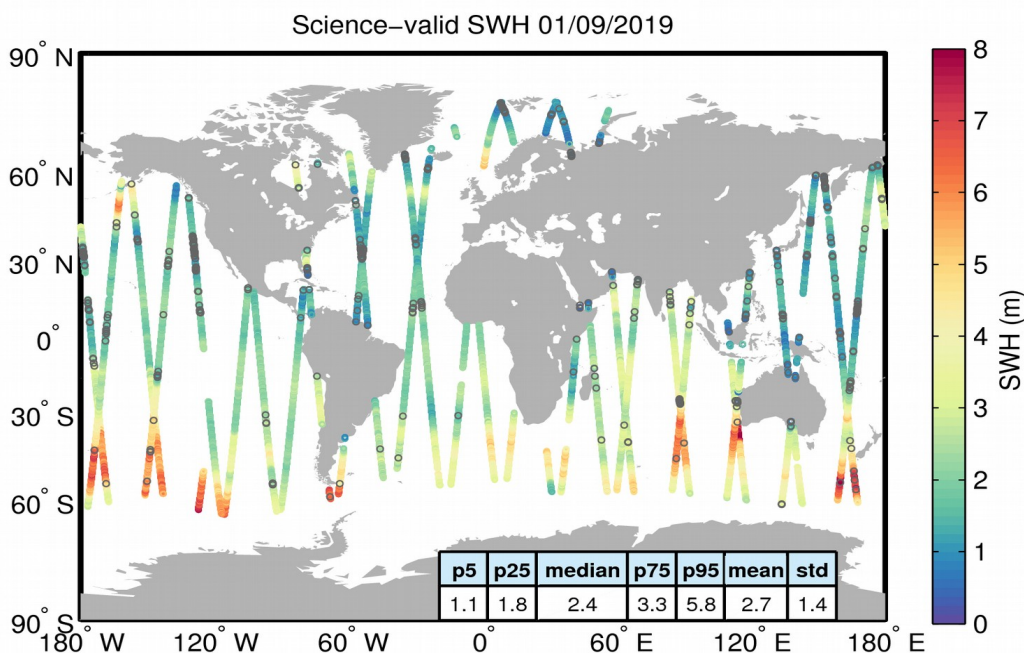 Science−valid SWH 01/09/2019
90° N
60° N
30° N
0°
30° S
60° S
90° S
180° W
120° W
60° W
0°
60° E
120° E
180° E
8
7
6
5
4
3
2
1
0
SWH (m)
p5 p25 median p75 p95 mean std
1.1 1.8 2.4 3.3 5.8 2.7 1.4